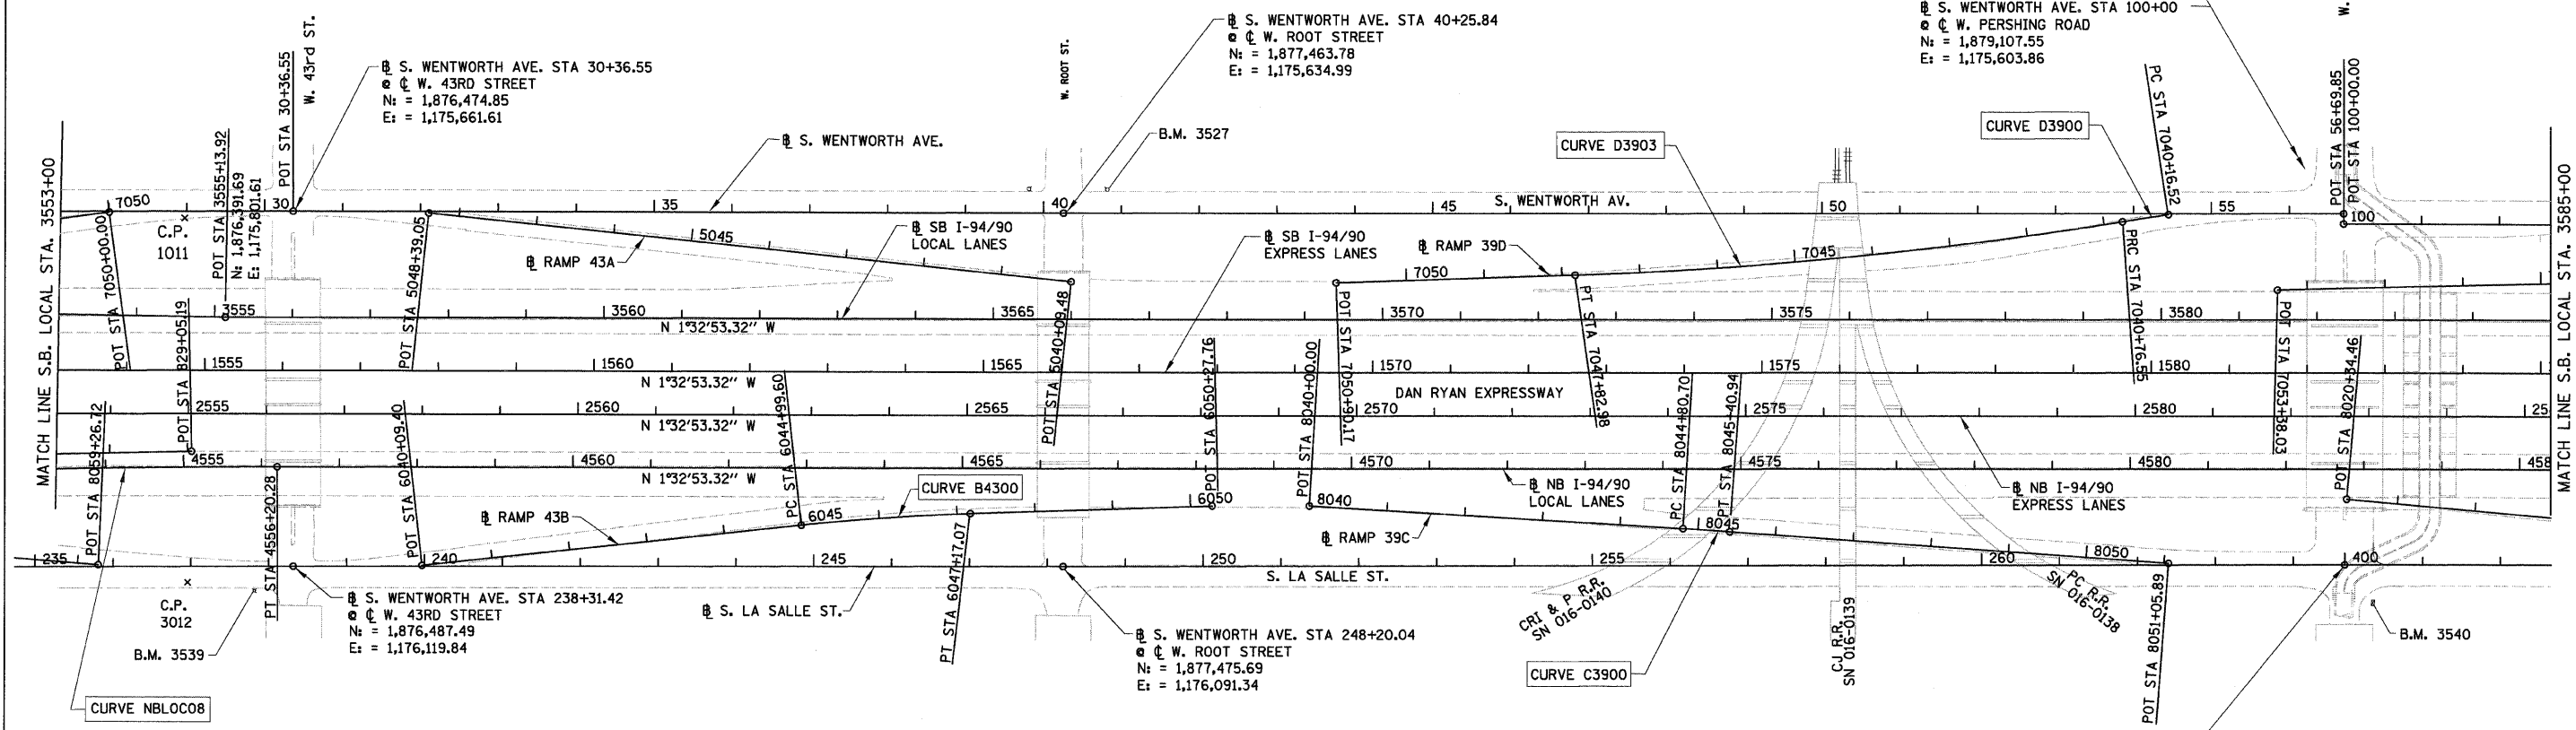 ℄ S. WENTWORTH AVE. STA 40+25.84
@ ℄ W. ROOT STREET
N: = 1,877,463.78
E: = 1,175,634.99
℄ S. WENTWORTH AVE. STA 100+00
@ ℄ W. PERSHING ROAD
N: = 1,879,107.55
E: = 1,175,603.86
W.
POT STA 30+36.55
W. 43rd ST.
℄ S. WENTWORTH AVE. STA 30+36.55
@ ℄ W. 43RD STREET
N: = 1,876,474.85
E: = 1,175,661.61
W. ROOT ST.
B.M. 3527
℄ S. WENTWORTH AVE.
CURVE D3903
CURVE D3900
PC STA 7040+16.52
POT STA 56+69.85
POT STA 100+00.00
MATCH LINE S.B. LOCAL STA. 3553+00
MATCH LINE S.B. LOCAL STA. 3585+00
7050
30
35
40
45
S. WENTWORTH AV.
50
55
100
C.P.
1011
POT STA 3555+13.92
N: 1,876,391.69
E: 1,175,801.61
POT STA 7050+00.00
POT STA 829+05.19
POT STA 5048+39.05
℄ RAMP 43A
5045
℄ SB I-94/90
LOCAL LANES
℄ SB I-94/90
EXPRESS LANES
℄ RAMP 39D
7050
7045
PRC STA 7040+76.55
POT STA 5040+09.48
POT STA 7050+90.17
PT STA 7047+82.98
POT STA 7053+38.03
3555
3560
N 1°32'53.32" W
3565
3570
3575
3580
1555
1560
N 1°32'53.32" W
1565
1570
1575
1580
DAN RYAN EXPRESSWAY
2555
2560
N 1°32'53.32" W
2565
2570
2575
2580
25
4555
4560
N 1°32'53.32" W
4565
4570
4575
4580
458
POT STA 8059+26.72
PT STA 4556+20.28
POT STA 6040+09.40
PC STA 6044+99.60
POT STA 6050+27.76
POT STA 8040+00.00
PC STA 8044+80.70
PT STA 8045+40.94
POT STA 8020+34.46
CURVE B4300
℄ RAMP 43B
6045
6050
8040
℄ NB I-94/90
LOCAL LANES
℄ NB I-94/90
EXPRESS LANES
℄ RAMP 39C
8045
8050
235
240
245
250
S. LA SALLE ST.
255
260
400
C.P.
3012
B.M. 3539
℄ S. WENTWORTH AVE. STA 238+31.42
@ ℄ W. 43RD STREET
N: = 1,876,487.49
E: = 1,176,119.84
℄ S. LA SALLE ST.
PT STA 6047+17.07
℄ S. WENTWORTH AVE. STA 248+20.04
@ ℄ W. ROOT STREET
N: = 1,877,475.69
E: = 1,176,091.34
CRI & P R.R.
SN 016-0140
CJ R.R.
SN 016-0139
PC R.R.
SN 016-0138
POT STA 8051+05.89
B.M. 3540
CURVE C3900
CURVE NBLOC08